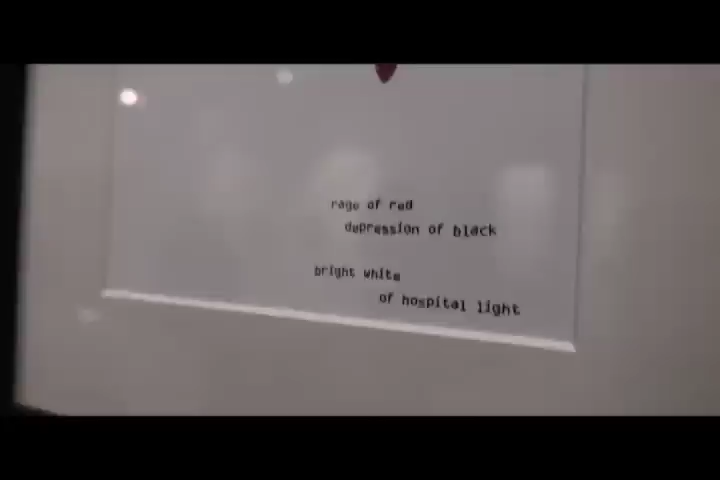 rage of red
depression of black
bright white
of hospital light